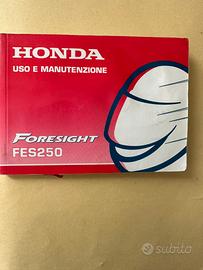 HONDA
USO E MANUTENZIONE
FORESIGHT
FES250
subito